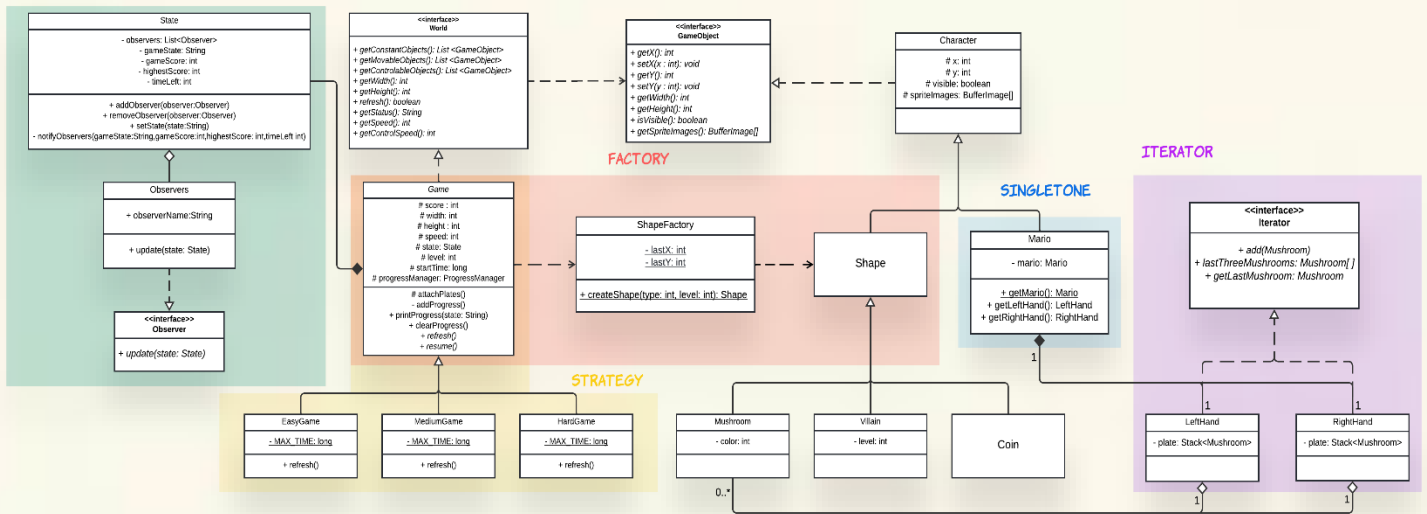 State
- observers: List<Observer>
- gameState: String
- gameScore: int
- highestScore: int
- timeLeft: int
+ addObserver(observer:Observer)
+ removeObserver(observer:Observer)
+ setState(state:String)
- notifyObservers(gameState:String,gameScore:int,highestScore: int,timeLeft int)
Observers
+ observerName:String
+ update(state: State)
<<interface>>
Observer
+ update(state: State)
<<interface>>
World
+ getConstantObjects(): List <GameObject>
+ getMovableObjects(): List <GameObject>
+ getControlableObjects(): List <GameObject>
+ getWidth(): int
+ getHeight(): int
+ refresh(): boolean
+ getStatus(): String
+ getSpeed(): int
+ getControlSpeed(): int
<<interface>>
GameObject
+ getX(): int
+ setX(x : int): void
+ getY(): int
+ setY(y : int): void
+ getWidth(): int
+ getHeight(): int
+ isVisible(): boolean
+ getSpriteImages(): BufferImage[]
Character
# x: int
# y: int
# visible: boolean
# spriteImages: BufferImage[]
FACTORY
Game
# score : int
# width: int
# height : int
# speed: int
# state: State
# level: int
# startTime: long
# progressManager: ProgressManager
# attachPlates()
- addProgress()
+ printProgress(state: String)
+ clearProgress()
+ refresh()
+ resume()
ShapeFactory
- lastX: int
- lastY: int
+ createShape(type: int, level: int): Shape
Shape
SINGLETONE
Mario
- mario: Mario
+ getMario(): Mario
+ getLeftHand(): LeftHand
+ getRightHand(): RightHand
1
ITERATOR
<<interface>>
Iterator
+ add(Mushroom)
+ lastThreeMushrooms: Mushroom[ ]
+ getLastMushroom: Mushroom
STRATEGY
EasyGame
- MAX_TIME: long
+ refresh()
MediumGame
- MAX_TIME: long
+ refresh()
HardGame
- MAX_TIME: long
+ refresh()
Mushroom
- color: int
0..*
Villain
- level: int
Coin
1
LeftHand
- plate: Stack<Mushroom>
1
1
RightHand
- plate: Stack<Mushroom>
1